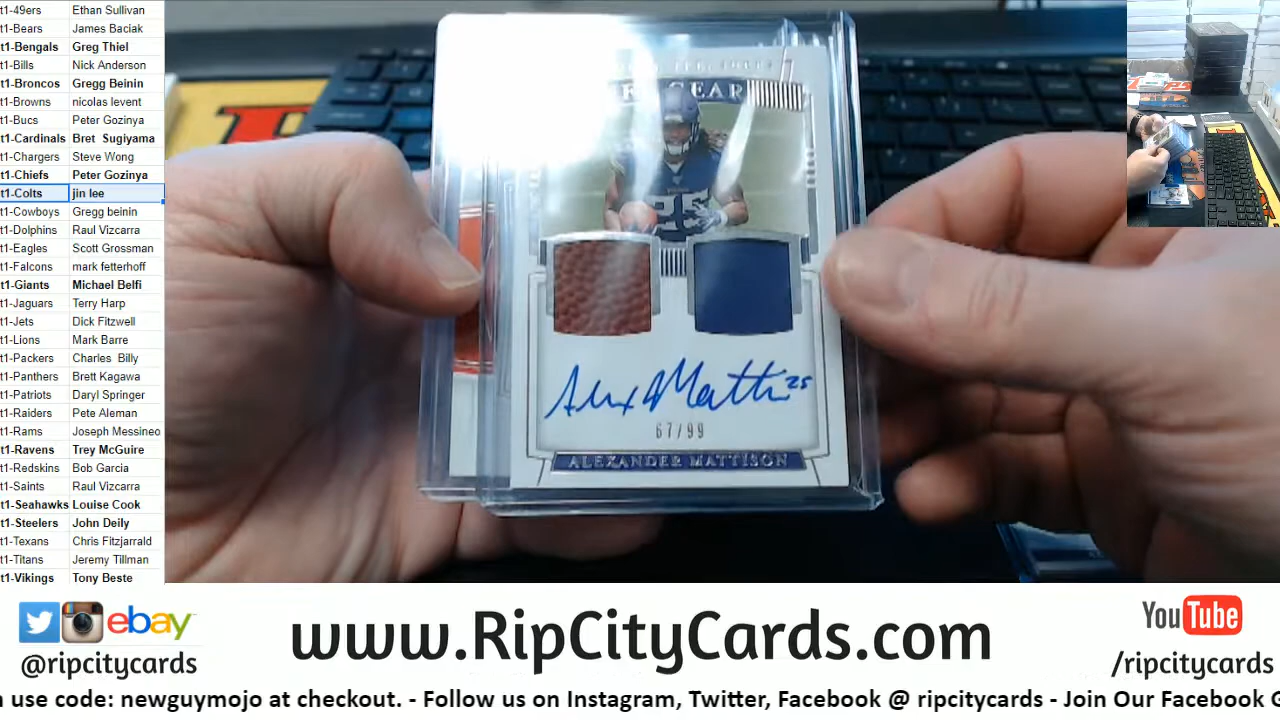 t1-49ers Ethan Sullivan
t1-Bears James Baciak
t1-Bengals Greg Thiel
t1-Bills Nick Anderson
t1-Broncos Gregg Beinin
t1-Browns nicolas levent
t1-Bucs Peter Gozinya
t1-Cardinals Bret Sugiyama
t1-Chargers Steve Wong
t1-Chiefs Peter Gozinya
t1-Colts jin lee
t1-Cowboys Gregg beinin
t1-Dolphins Raul Vizcarra
t1-Eagles Scott Grossman
t1-Falcons mark fetterhoff
t1-Giants Michael Belfi
t1-Jaguars Terry Harp
t1-Jets Dick Fitzwell
t1-Lions Mark Barre
t1-Packers Charles Billy
t1-Panthers Brett Kagawa
t1-Patriots Daryl Springer
t1-Raiders Pete Aleman
t1-Rams Joseph Messineo
t1-Ravens Trey McGuire
t1-Redskins Bob Garcia
t1-Saints Raul Vizcarra
t1-Seahawks Louise Cook
t1-Steelers John Deily
t1-Texans Chris Fitzjarrald
t1-Titans Jeremy Tillman
t1-Vikings Tony Beste
GEAR
25
Alex Mattin 25
67/99
ALEXANDER MATTISON
ebay
@ripcitycards
www.RipCityCards.com
YouTube
/ripcitycards
use code: newguymojo at checkout. - Follow us on Instagram, Twitter, Facebook @ ripcitycards - Join Our Facebook G